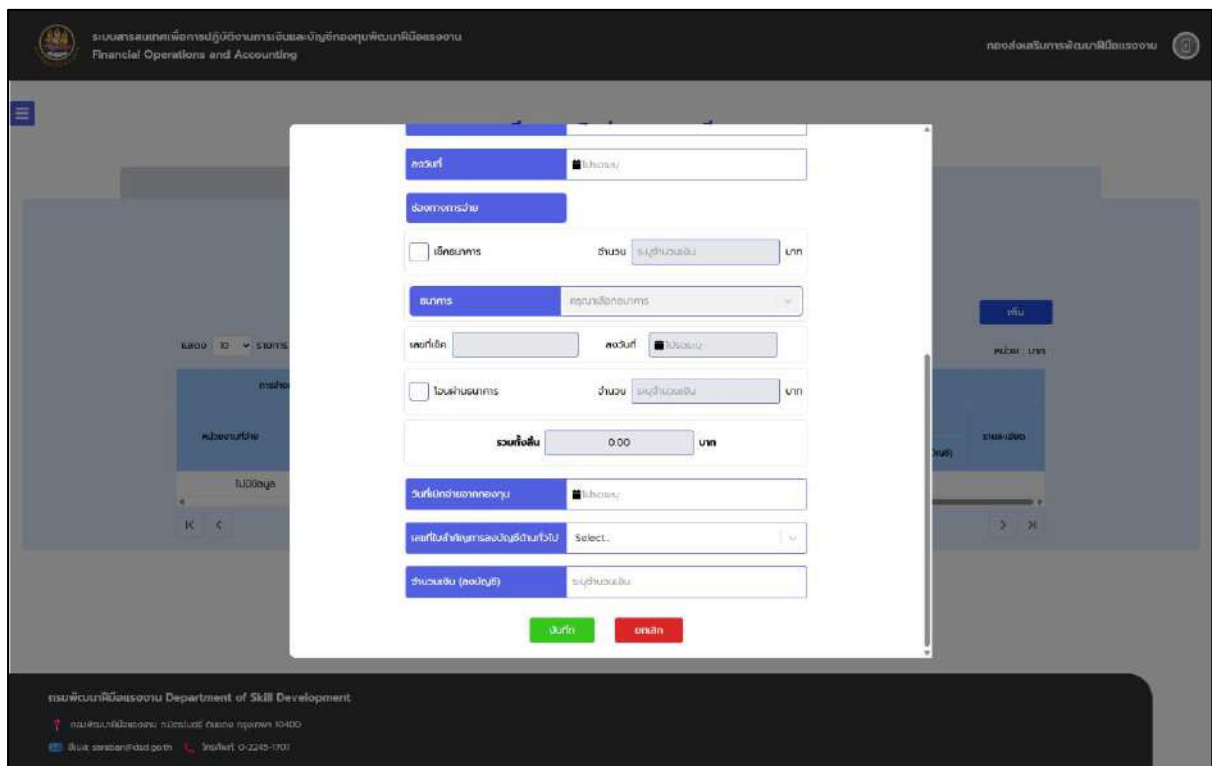 ระบบสารสนเทศเพื่อการปฏิบัติงานการเงินและบัญชีกองทุนพัฒนาฝีมือแรงงาน
Financial Operations and Accounting
กองส่งเสริมการพัฒนาฝีมือแรงงาน
ลงวันที่ โปรดระบุ
ช่องทางการจ่าย
เช็คธนาคาร จำนวน ระบุจำนวนเงิน บาท
ธนาคาร กรุณาเลือกธนาคาร
เพิ่ม
แสดง 10 รายการ
หน่วย : บาท
เลขที่เช็ค ลงวันที่ โปรดระบุ
โอนผ่านธนาคาร จำนวน ระบุจำนวนเงิน บาท
หน่วยงานที่จ่าย
รายละเอียด
รวมทั้งสิ้น 0.00 บาท
ไม่มีข้อมูล
วันที่เบิกจ่ายจากกองทุน โปรดระบุ
เลขที่ใบสำคัญการลงบัญชีด้านทั่วไป Select...
จำนวนเงิน (ลงบัญชี) ระบุจำนวนเงิน
บันทึก ยกเลิก
กรมพัฒนาฝีมือแรงงาน Department of Skill Development
กรมพัฒนาฝีมือแรงงาน ถ.มิตรไมตรี ดินแดง กรุงเทพฯ 10400
อีเมล: saraban@dsd.go.th โทรศัพท์: 0-2245-1707